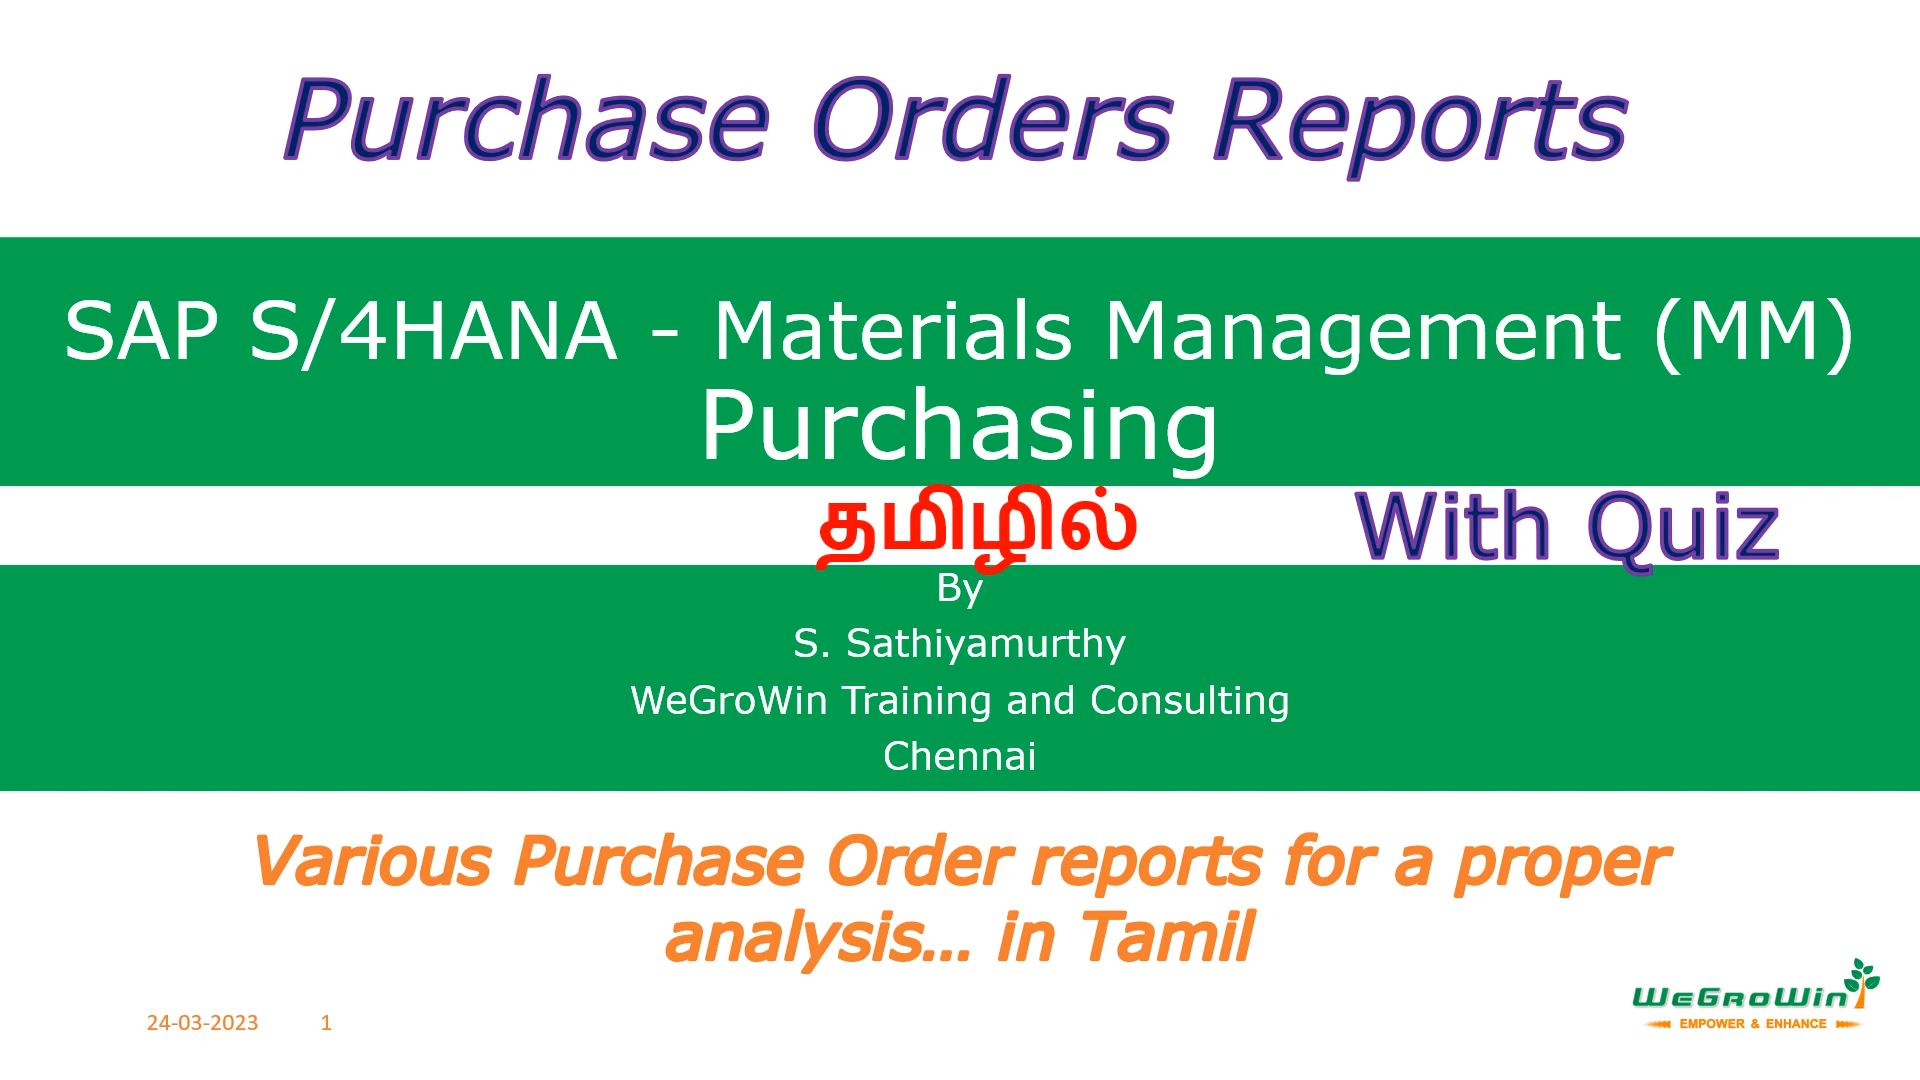 Purchase Orders Reports
SAP S/4HANA - Materials Management (MM)
Purchasing
தமிழில்
With Quiz
By
S. Sathiyamurthy
WeGroWin Training and Consulting
Chennai
Various Purchase Order reports for a proper
analysis... in Tamil
24-03-2023
1
WeGroWin
EMPOWER & ENHANCE